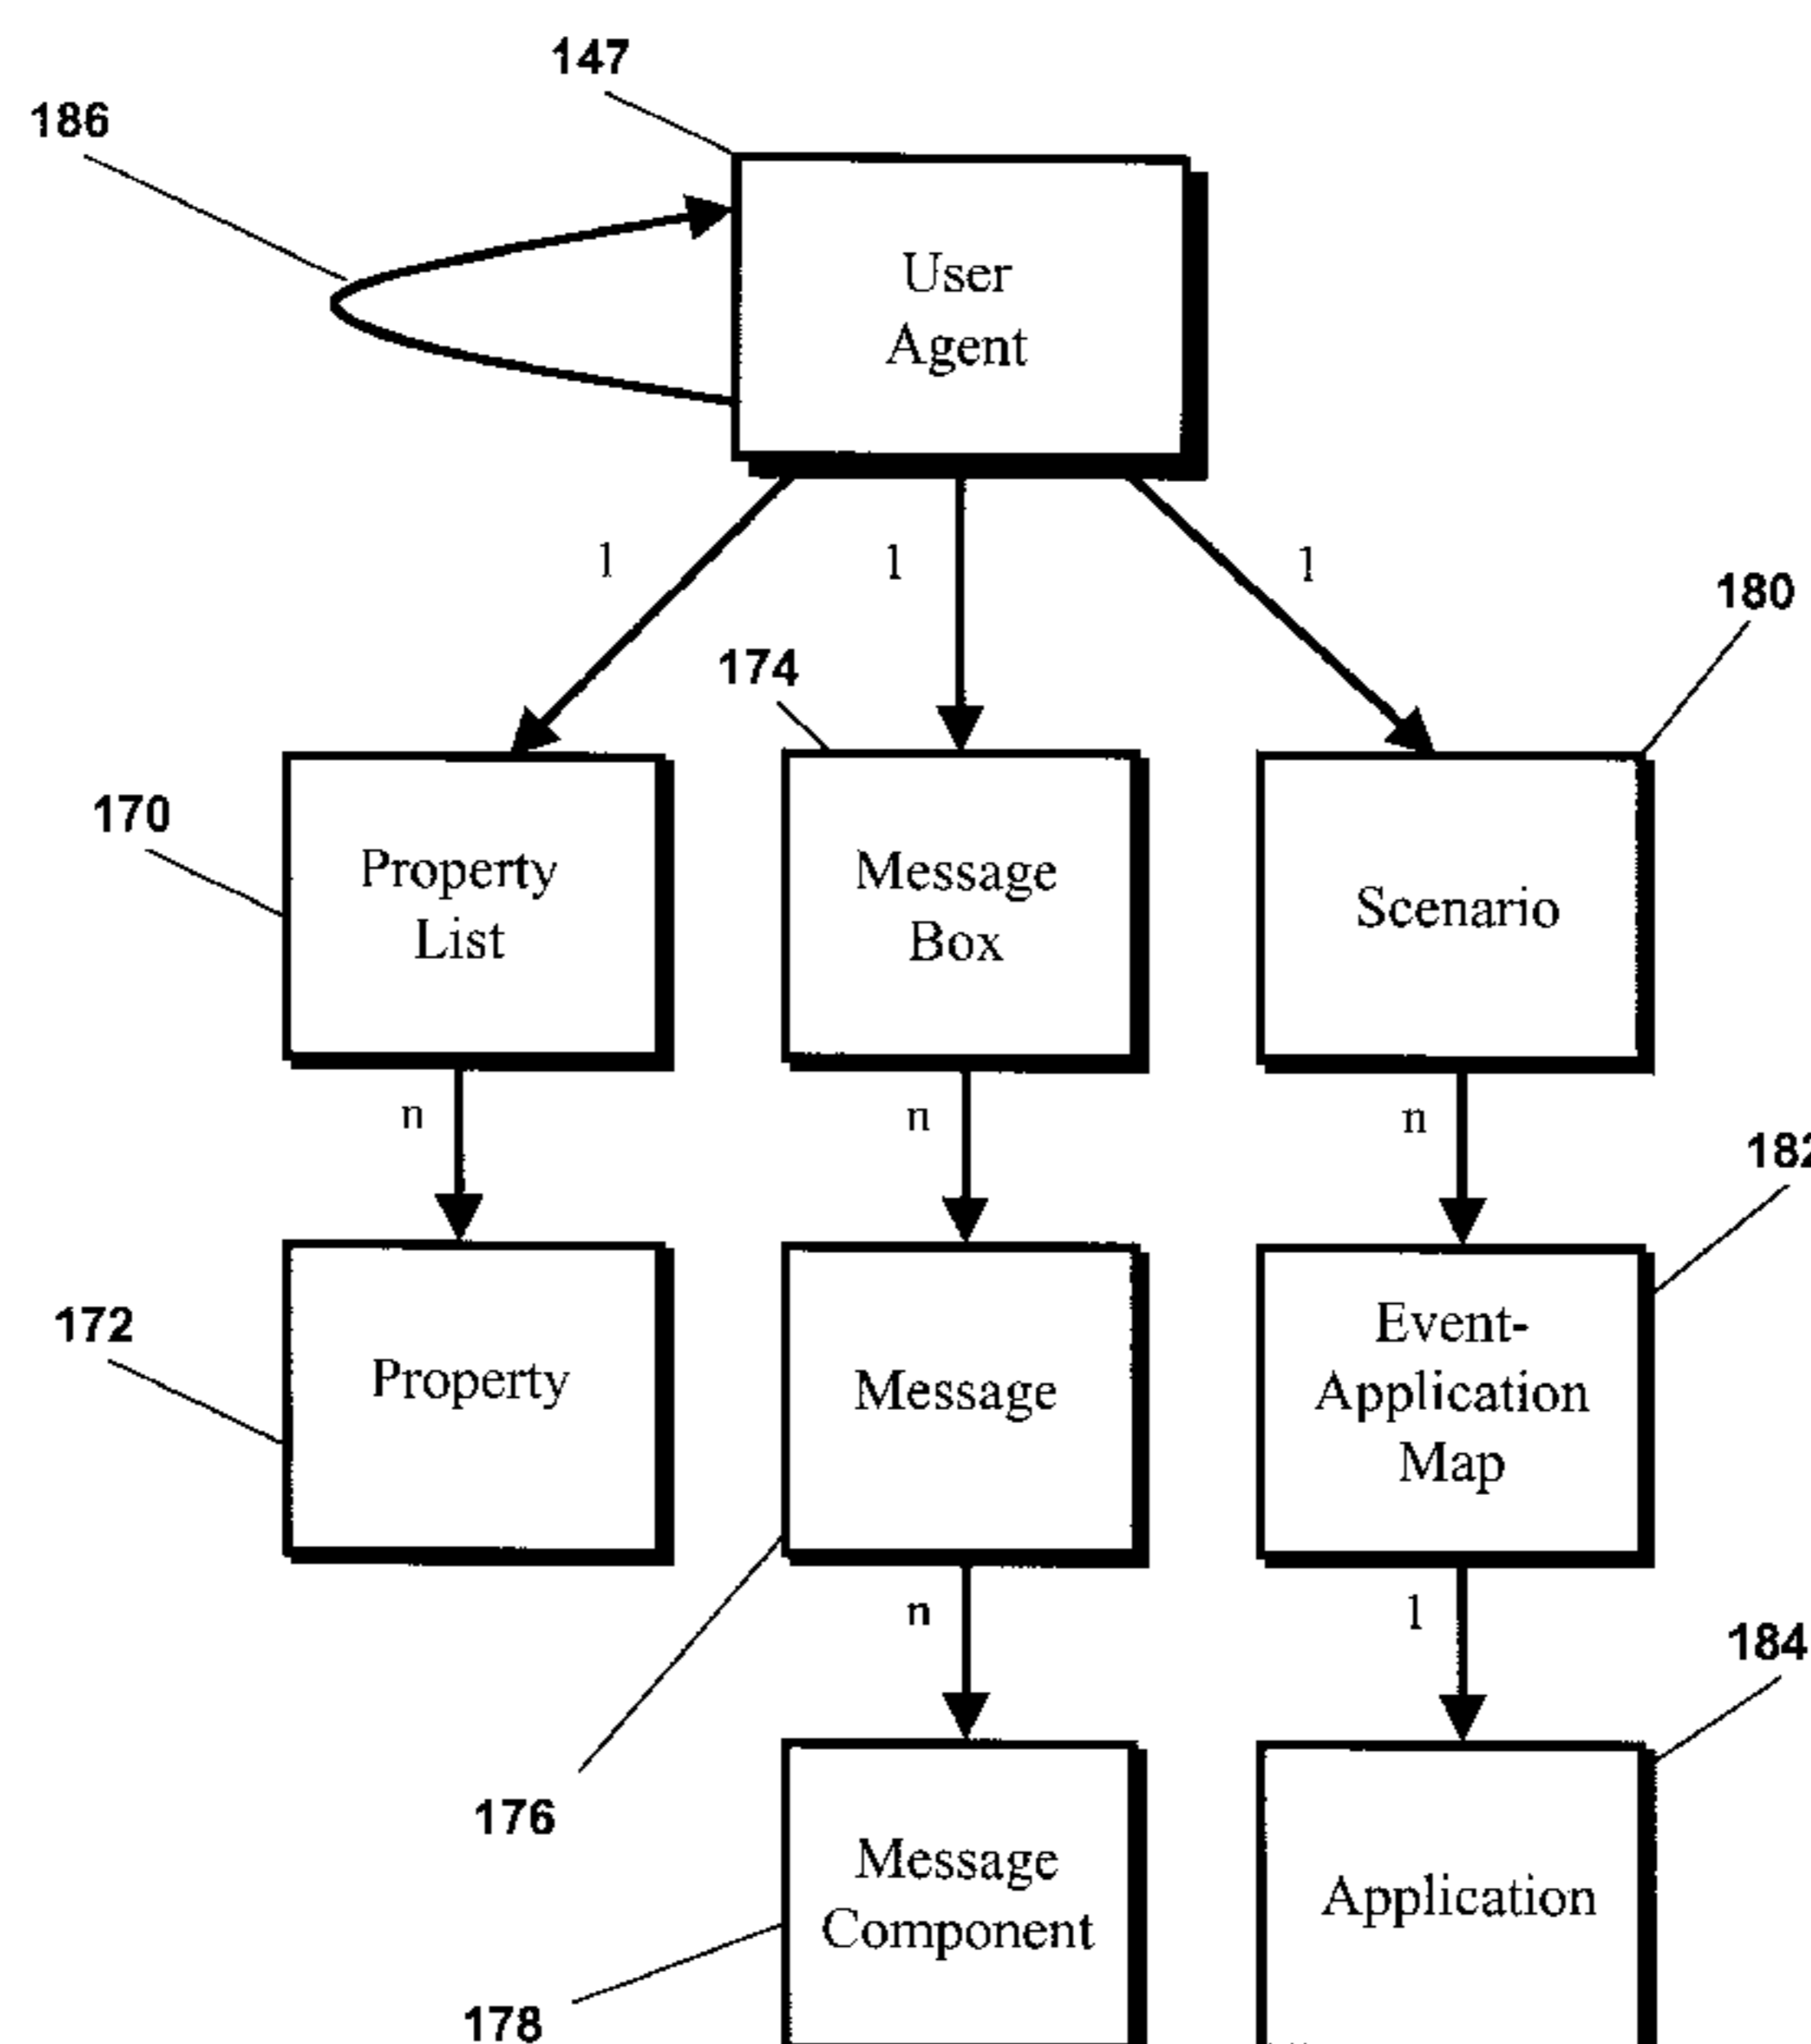 147
186
User
Agent
1
1
1
180
174
170
Property
List
Message
Box
Scenario
n
n
n
182
172
Property
Message
Event-
Application
Map
n
1
184
176
Message
Component
Application
178